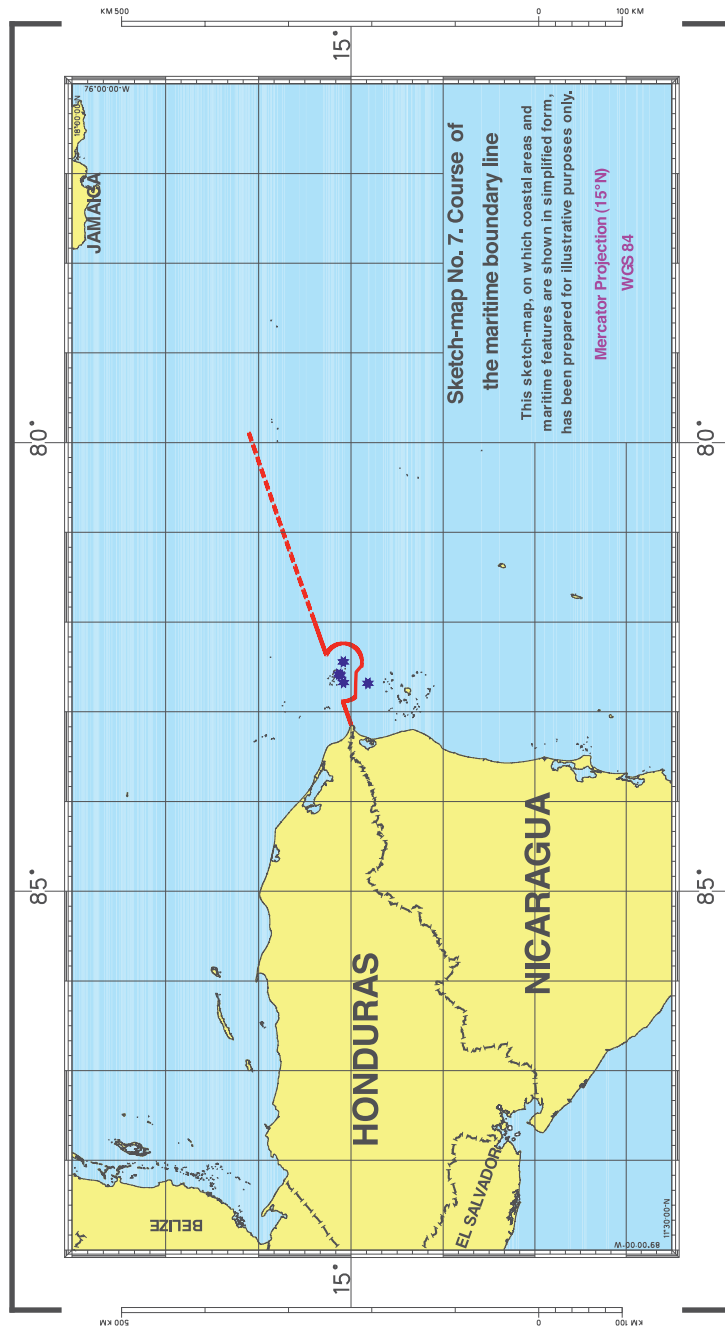 Sketch-map No. 7. Course of
the maritime boundary line
This sketch-map, on which coastal areas and
maritime features are shown in simplified form,
has been prepared for illustrative purposes only.
Mercator Projection (15°N)
WGS 84
JAMAICA
BELIZE
HONDURAS
NICARAGUA
EL SALVADOR
85°
80°
85°
80°
15°
15°
76°00'00"W
18°00'00"N
89°00'00"W
11°30'00"N
KM 500
0
100 KM
500 KM
0
KM 100